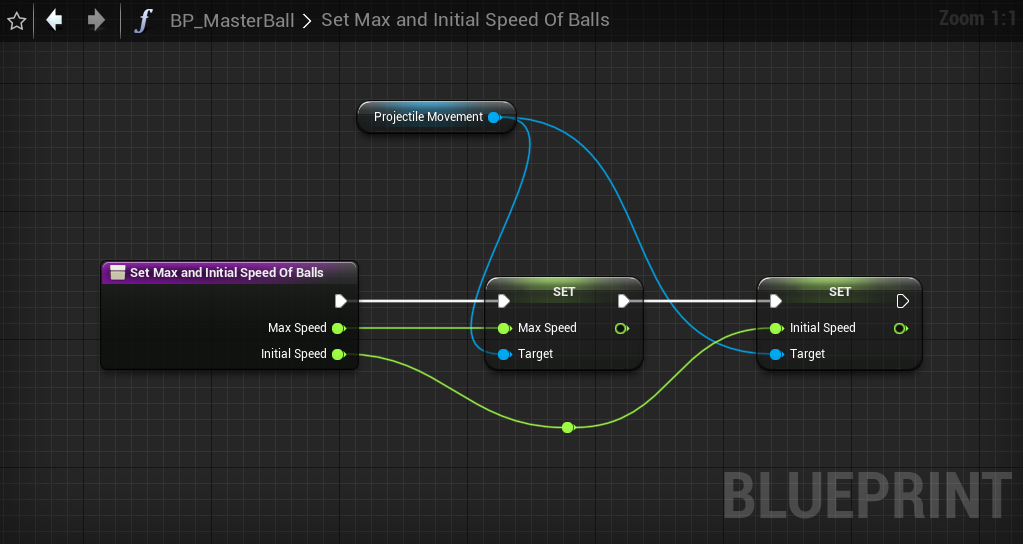 BP_MasterBall > Set Max and Initial Speed Of Balls
Zoom 1:1
Projectile Movement
Set Max and Initial Speed Of Balls
Max Speed
Initial Speed
SET
Max Speed
Target
SET
Initial Speed
Target
BLUEPRINT